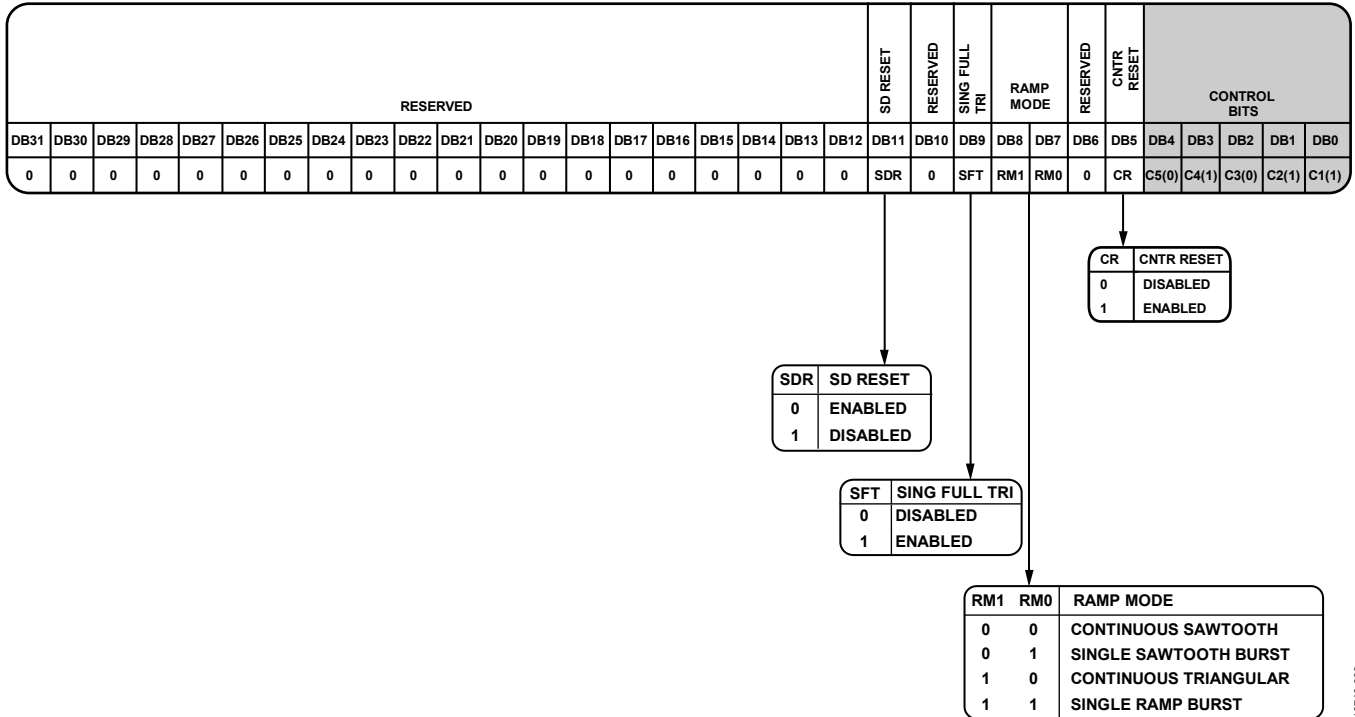 RESERVED
SD RESET
RESERVED
SING FULL TRI
RAMP MODE
RESERVED
CNTR RESET
CONTROL BITS
DB31 DB30 DB29 DB28 DB27 DB26 DB25 DB24 DB23 DB22 DB21 DB20 DB19 DB18 DB17 DB16 DB15 DB14 DB13 DB12 DB11 DB10 DB9 DB8 DB7 DB6 DB5 DB4 DB3 DB2 DB1 DB0
0 0 0 0 0 0 0 0 0 0 0 0 0 0 0 0 0 0 0 0 SDR 0 SFT RM1 RM0 0 CR C5(0) C4(1) C3(0) C2(1) C1(1)
CR CNTR RESET
0 DISABLED
1 ENABLED
SDR SD RESET
0 ENABLED
1 DISABLED
SFT SING FULL TRI
0 DISABLED
1 ENABLED
RM1 RM0 RAMP MODE
0 0 CONTINUOUS SAWTOOTH
0 1 SINGLE SAWTOOTH BURST
1 0 CONTINUOUS TRIANGULAR
1 1 SINGLE RAMP BURST